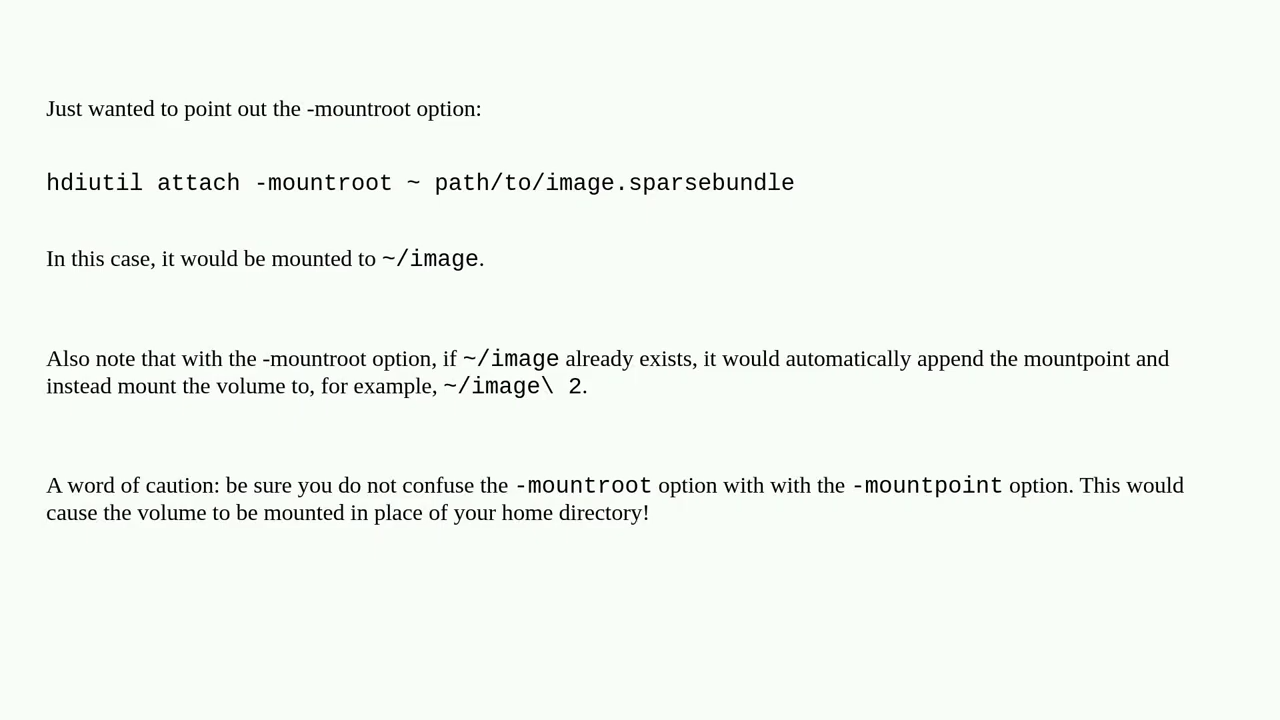 Just wanted to point out the -mountroot option:
hdiutil attach -mountroot ~ path/to/image.sparsebundle
In this case, it would be mounted to ~/image.
Also note that with the -mountroot option, if ~/image already exists, it would automatically append the mountpoint and
instead mount the volume to, for example, ~/image\ 2.
A word of caution: be sure you do not confuse the -mountroot option with with the -mountpoint option. This would
cause the volume to be mounted in place of your home directory!